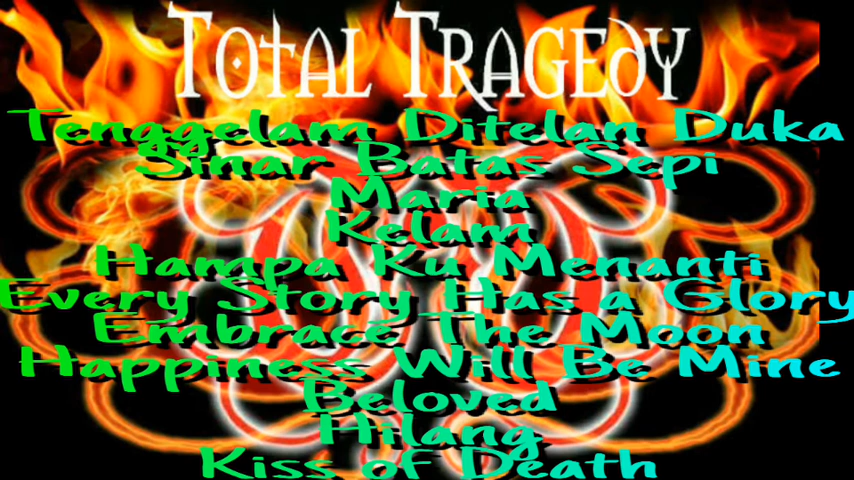 TOTAL TRAGEDY
Tenggelam Ditelan Duka
Sinar Batas Sepi
Maria
Kelam
Hampa Ku Menanti
Every Story Has a Glory
Embrace The Moon
Happiness Will Be Mine
Beloved
Hilang
Kiss of Death